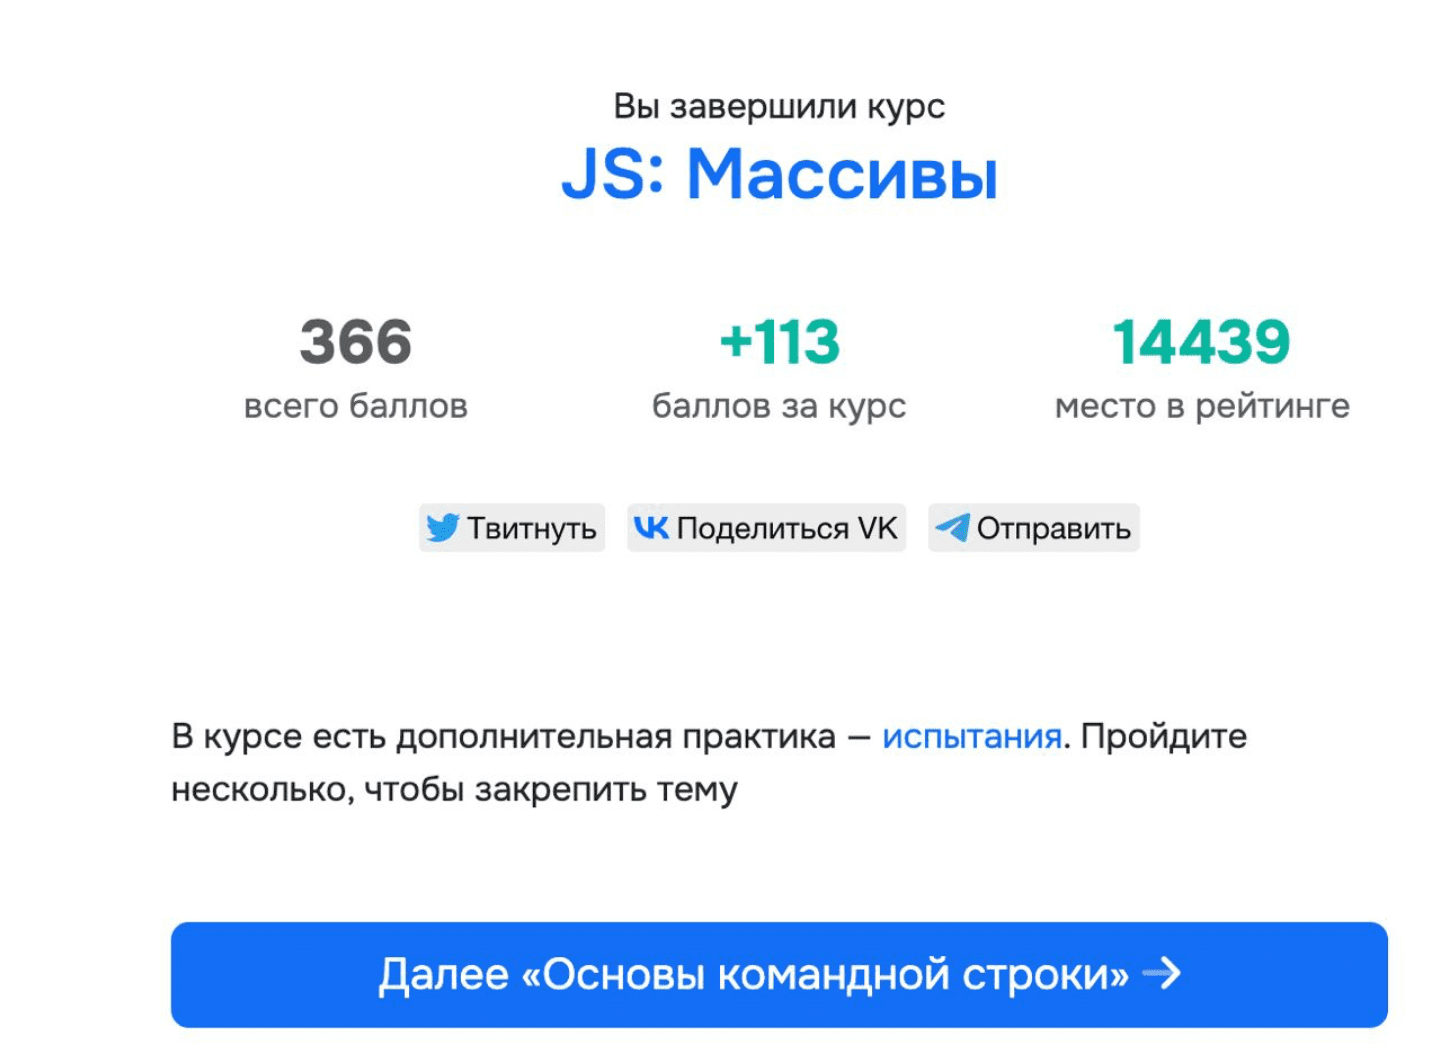 Вы завершили курс
JS: Массивы
366
+113
14439
всего баллов
баллов за курс
место в рейтинге
Твитнуть
Поделиться VK
Отправить
В курсе есть дополнительная практика — испытания. Пройдите
несколько, чтобы закрепить тему
Далее «Основы командной строки» →